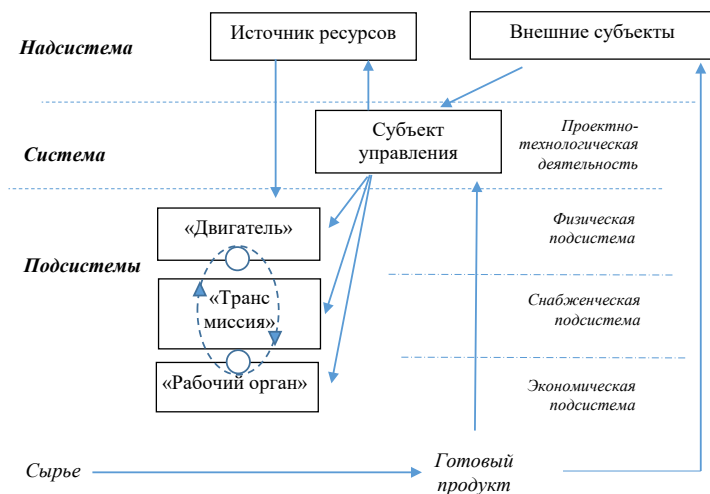 Надсистема
Источник ресурсов
Внешние субъекты
Система
Субъект
управления
Проектно-
технологическая
деятельность
Подсистемы
«Двигатель»
Физическая
подсистема
«Транс
миссия»
Снабженческая
подсистема
«Рабочий орган»
Экономическая
подсистема
Сырье
Готовый
продукт